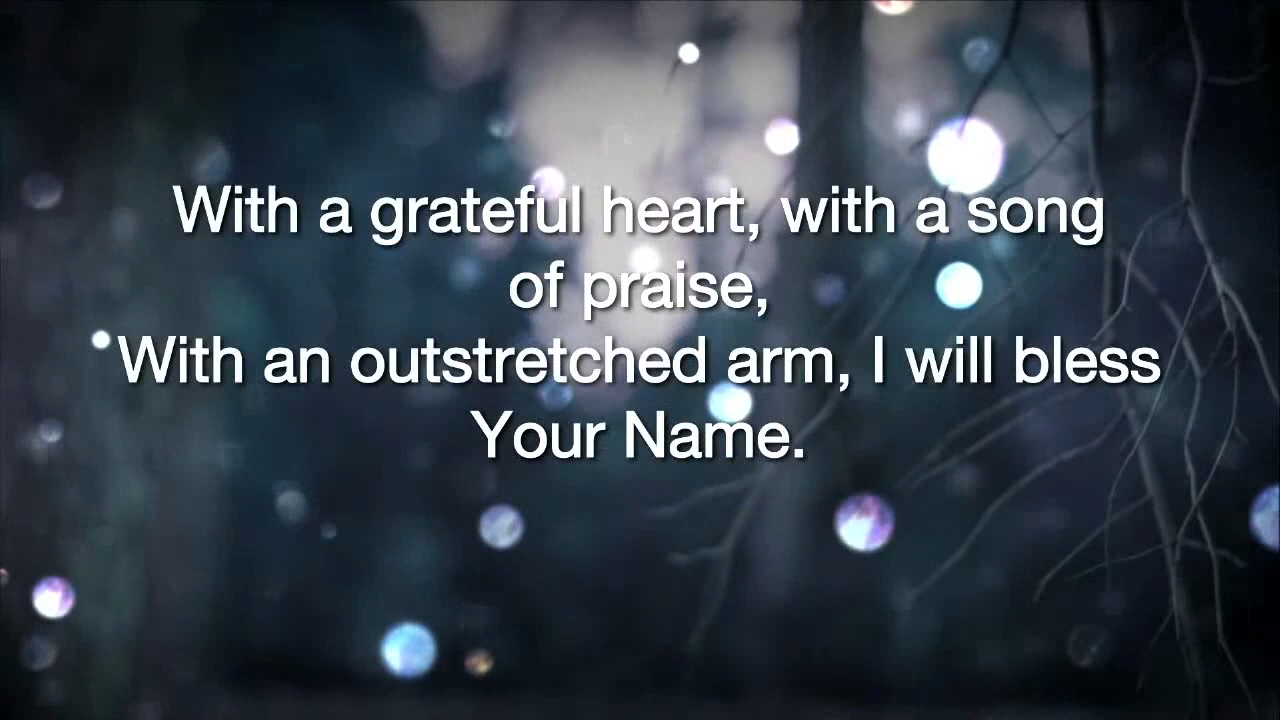 With a grateful heart, with a song
of praise,
With an outstretched arm, I will bless
Your Name.